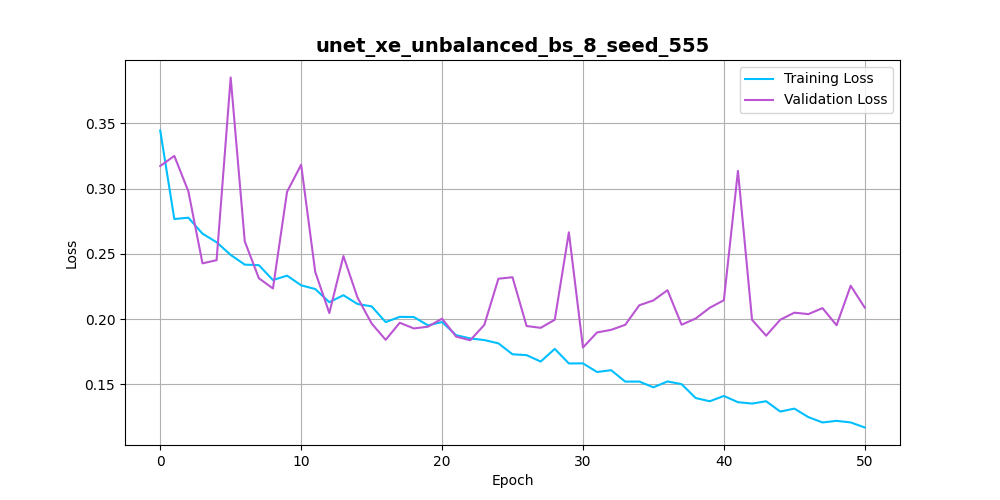 unet_xe_unbalanced_bs_8_seed_555
Training Loss
Validation Loss
0.35
0.30
0.25
0.20
0.15
Loss
0
10
20
30
40
50
Epoch